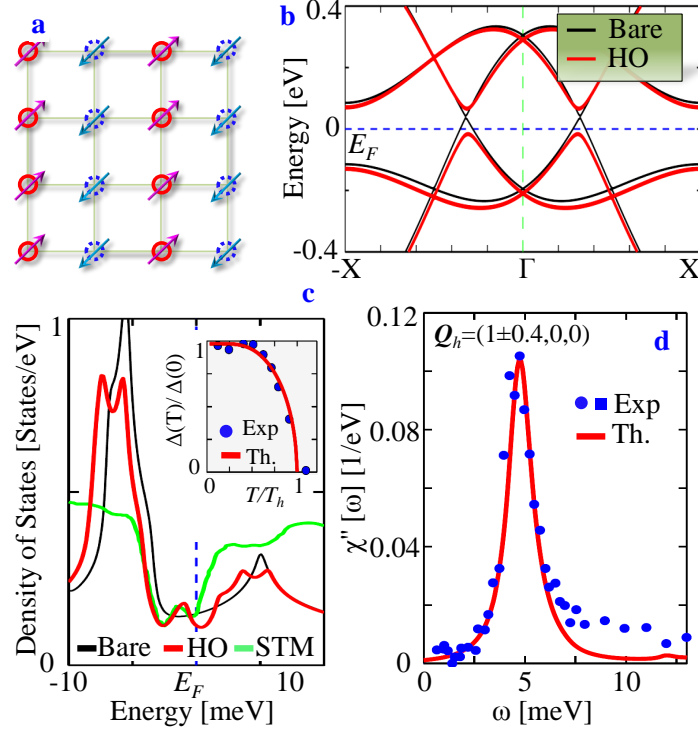 a
b
0.4
Bare
HO
Energy [eV]
0
E_F
-0.4
-X
Γ
X
c
1
Density of States [States/eV]
Δ(T)/Δ(0)
1
Exp
Th.
0
0
1
T/T_h
Bare
HO
STM
0
-10
E_F
10
Energy [meV]
0.12
Q_h=(1±0.4,0,0)
d
Exp
Th.
χ'' [ω] [1/eV]
0.08
0.04
0
0
5
10
ω [meV]